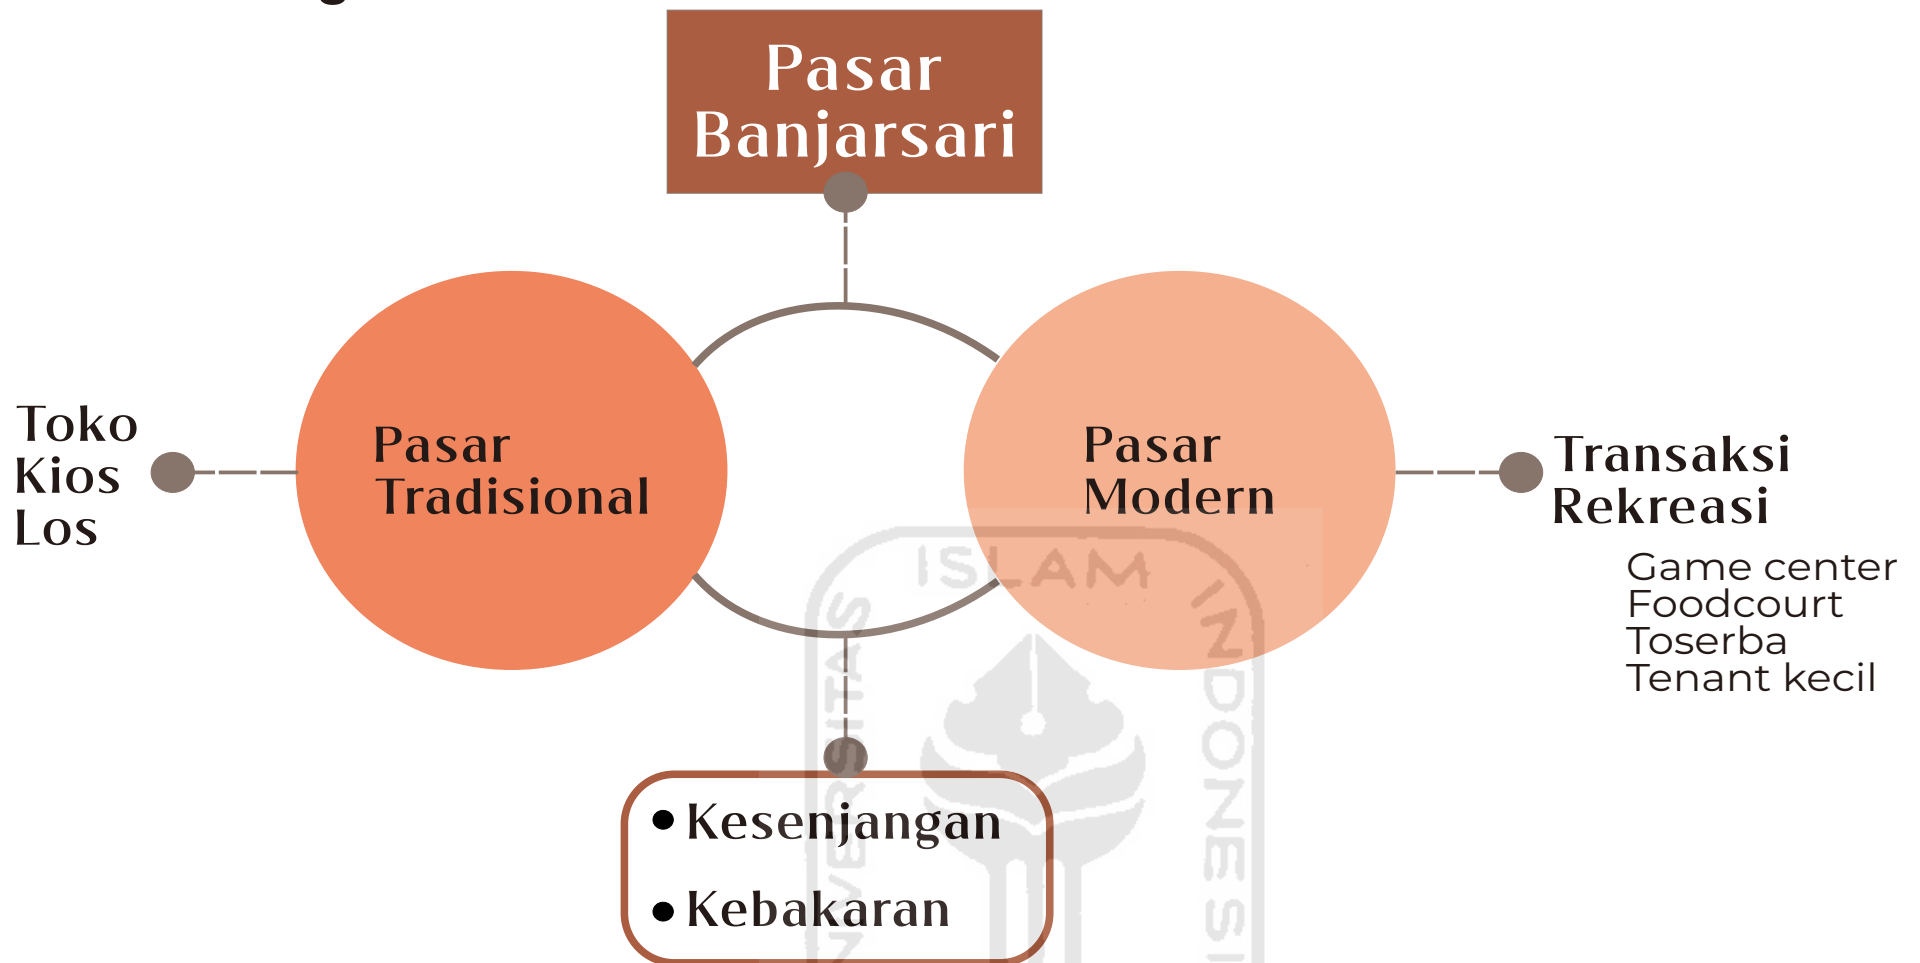 Pasar
Banjarsari
Toko
Kios
Los
Pasar
Tradisional
Pasar
Modern
Transaksi
Rekreasi
Game center
Foodcourt
Toserba
Tenant kecil
• Kesenjangan
• Kebakaran
ISLAM